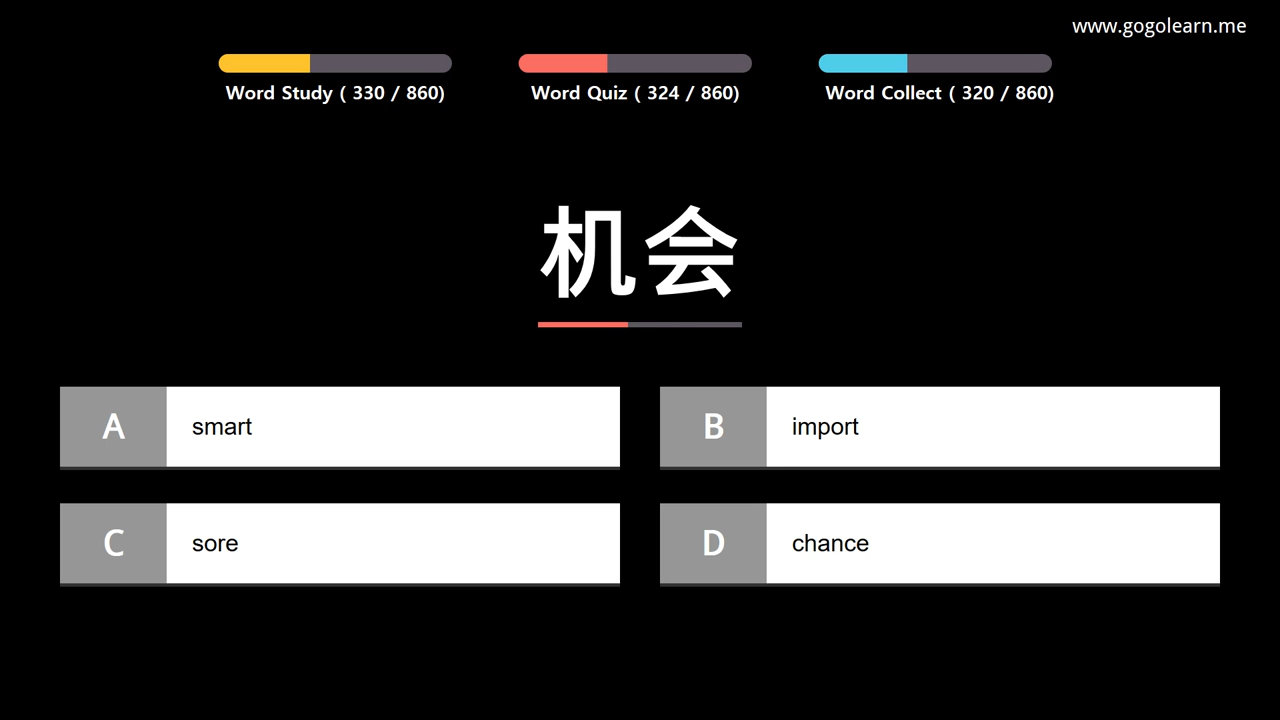 www.gogolearn.me
Word Study ( 330 / 860)
Word Quiz ( 324 / 860)
Word Collect ( 320 / 860)
机会
A smart
B import
C sore
D chance